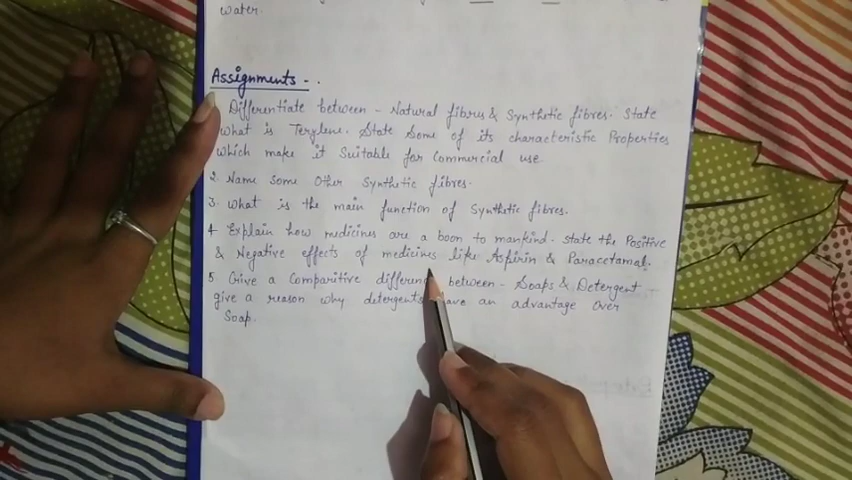 water.
Assignments -.
Differentiate between - Natural fibres & Synthetic fibres. State
what is Terylene. State Some of its characteristic Properties
which make it Suitable for Commercial use
2. Name Some Other Synthetic fibres.
3. What is the main function of Synthetic fibres.
4. Explain how medicines are a boon to mankind. State the Positive
& Negative effects of medicines like Aspirin & Paracetamol.
5. Give a Comparitive between - Soaps & Detergent -
give a reason why detergents have an advantage over
Soap.